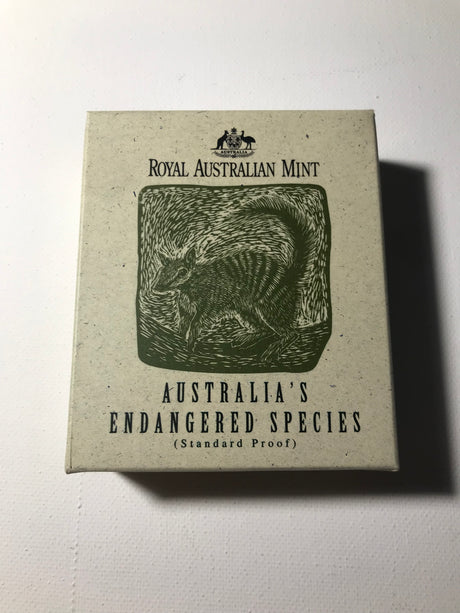 AUSTRALIA
ROYAL AUSTRALIAN MINT
AUSTRALIA'S
ENDANGERED SPECIES
(Standard Proof)